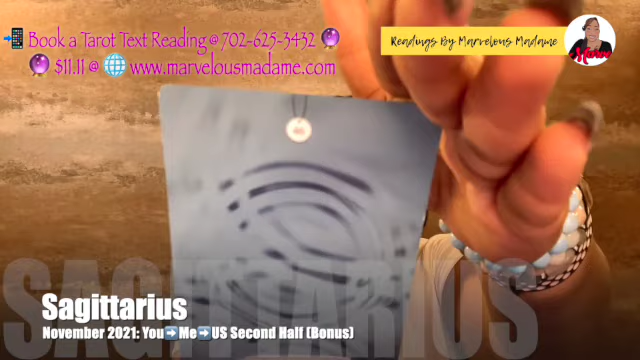 📲 Book a Tarot Text Reading @ 702-625-3432 🔮
🔮 $11.11 @ 🌐 www.marvelousmadame.com
Readings By Marvelous Madame
SAGITTARIUS
Sagittarius
November 2021: You➡️Me➡️US Second Half (Bonus)